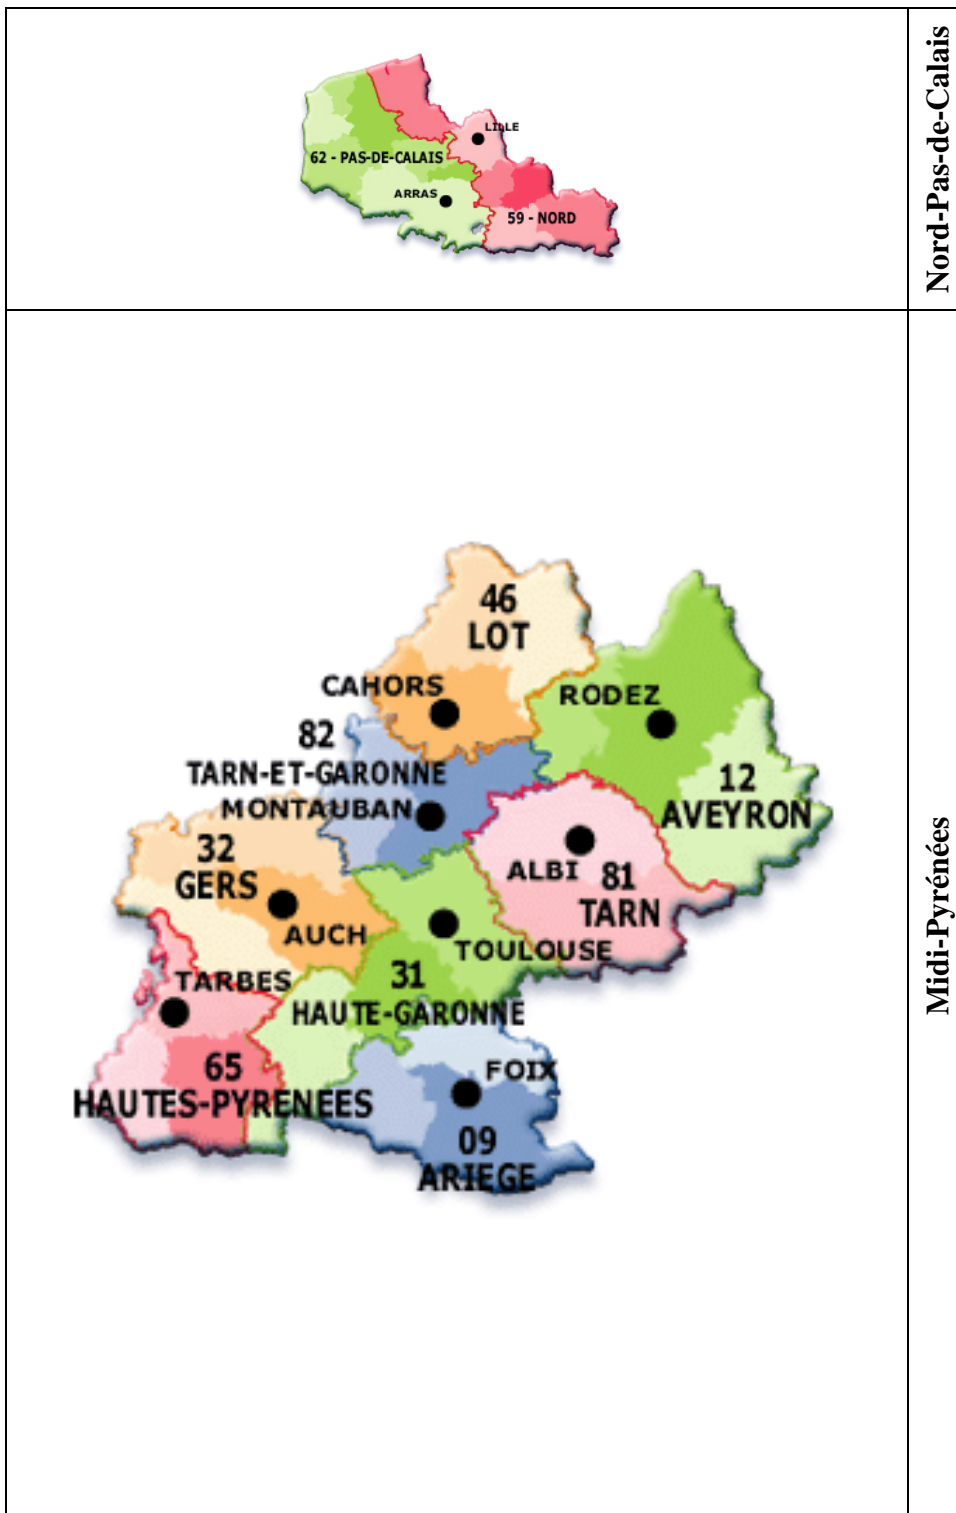 Nord-Pas-de-Calais
LILLE
62 - PAS-DE-CALAIS
ARRAS
59 - NORD
Midi-Pyrénées
46
LOT
CAHORS
RODEZ
82
TARN-ET-GARONNE
12
AVEYRON
MONTAUBAN
32
GERS
ALBI
81
TARN
AUCH
TOULOUSE
TARBES
31
HAUTE-GARONNE
65
HAUTES-PYRENEES
FOIX
09
ARIEGE